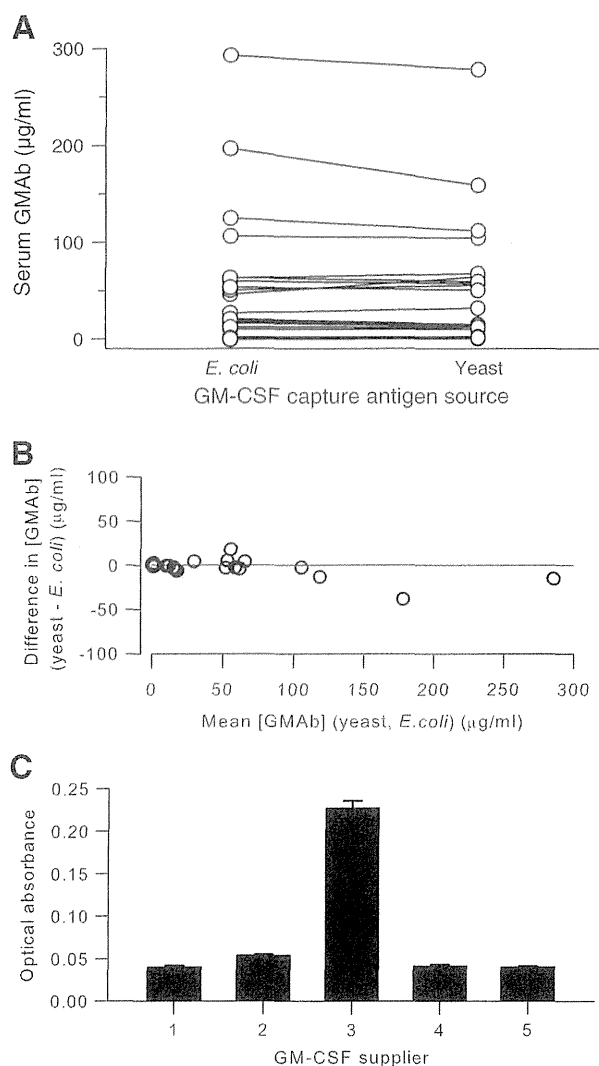 A
300
200
100
0
Serum GMAb (µg/ml)
E. coli
Yeast
GM-CSF capture antigen source
B
100
50
0
-50
-100
Difference in [GMAb]
(yeast - E. coli) (µg/ml)
0
50
100
150
200
250
300
Mean [GMAb] (yeast, E.coli) (µg/ml)
C
0.25
0.20
0.15
0.10
0.05
0.00
Optical absorbance
1
2
3
4
5
GM-CSF supplier